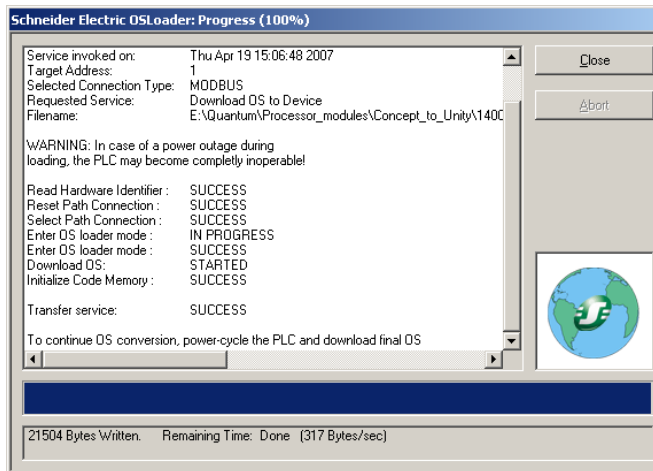 Schneider Electric OSLoader: Progress (100%)
Service invoked on: Thu Apr 19 15:06:48 2007
Target Address: 1
Selected Connection Type: MODBUS
Requested Service: Download OS to Device
Filename: E:\Quantum\Processor_modules\Concept_to_Unity\140C
WARNING: In case of a power outage during
loading, the PLC may become completly inoperable!
Read Hardware Identifier : SUCCESS
Reset Path Connection : SUCCESS
Select Path Connection : SUCCESS
Enter OS loader mode : IN PROGRESS
Enter OS loader mode : SUCCESS
Download OS: STARTED
Initialize Code Memory : SUCCESS
Transfer service: SUCCESS
To continue OS conversion, power-cycle the PLC and download final OS
Close
Abort
21504 Bytes Written. Remaining Time: Done (317 Bytes/sec)